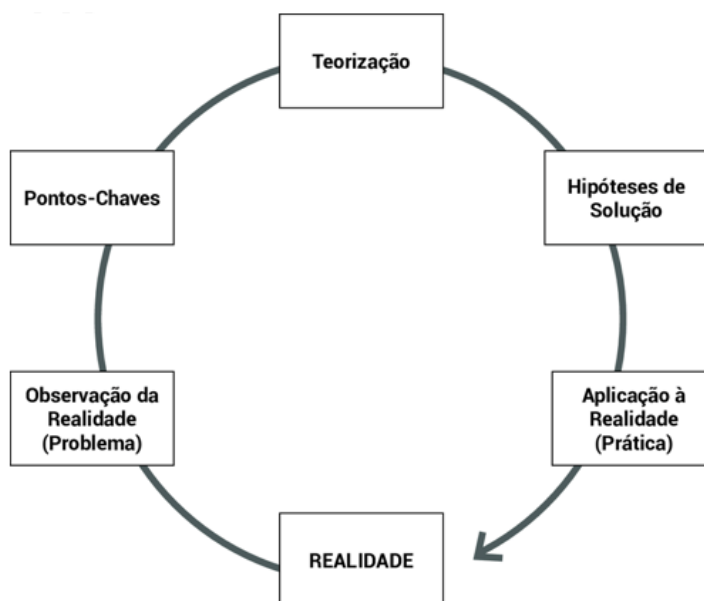 Teorização
Pontos-Chaves
Hipóteses de
Solução
Observação da
Realidade
(Problema)
Aplicação à
Realidade
(Prática)
REALIDADE